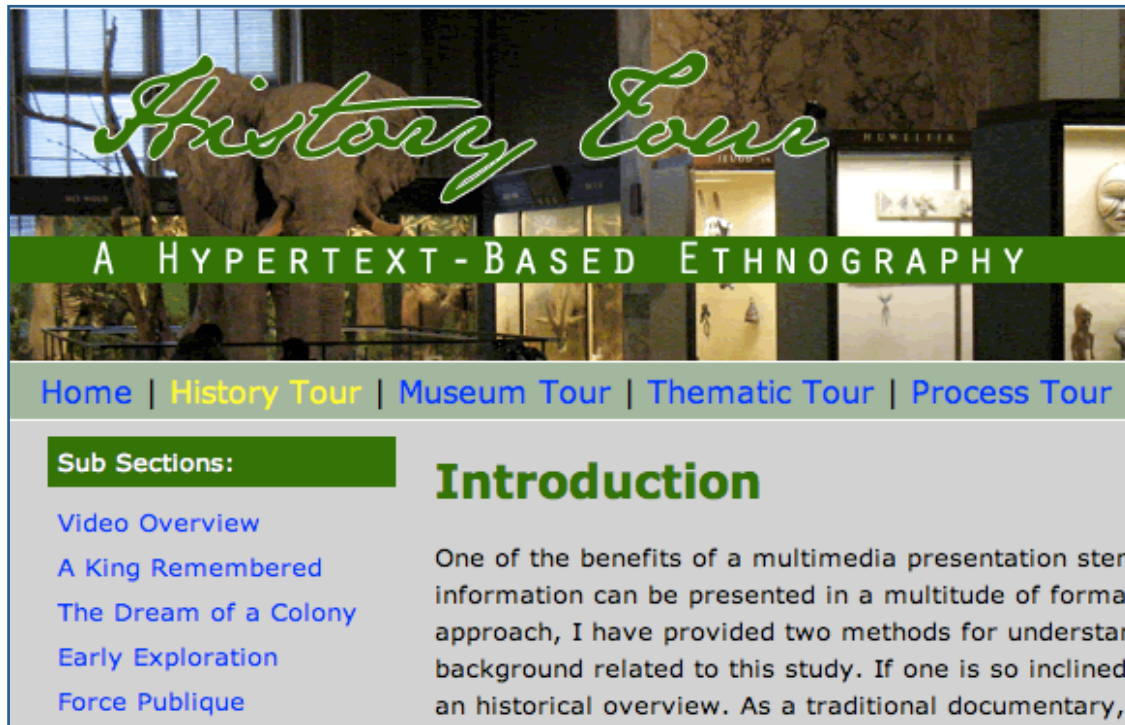 History Tour
HUWELIJK
A HYPERTEXT-BASED ETHNOGRAPHY
Home | History Tour | Museum Tour | Thematic Tour | Process Tour
Sub Sections:
Video Overview
A King Remembered
The Dream of a Colony
Early Exploration
Force Publique
Introduction
One of the benefits of a multimedia presentation ster
information can be presented in a multitude of forma
approach, I have provided two methods for understar
background related to this study. If one is so inclined
an historical overview. As a traditional documentary,